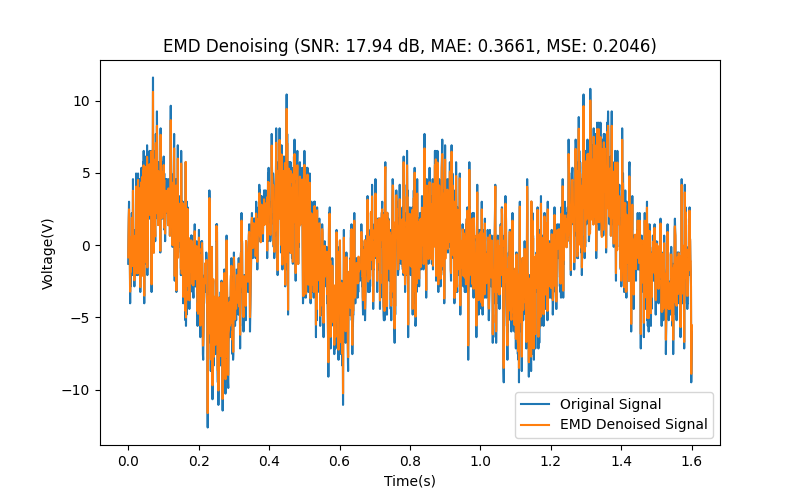 EMD Denoising (SNR: 17.94 dB, MAE: 0.3661, MSE: 0.2046)
Voltage(V)
10
5
0
−5
−10
0.0 0.2 0.4 0.6 0.8 1.0 1.2 1.4 1.6
Time(s)
Original Signal
EMD Denoised Signal